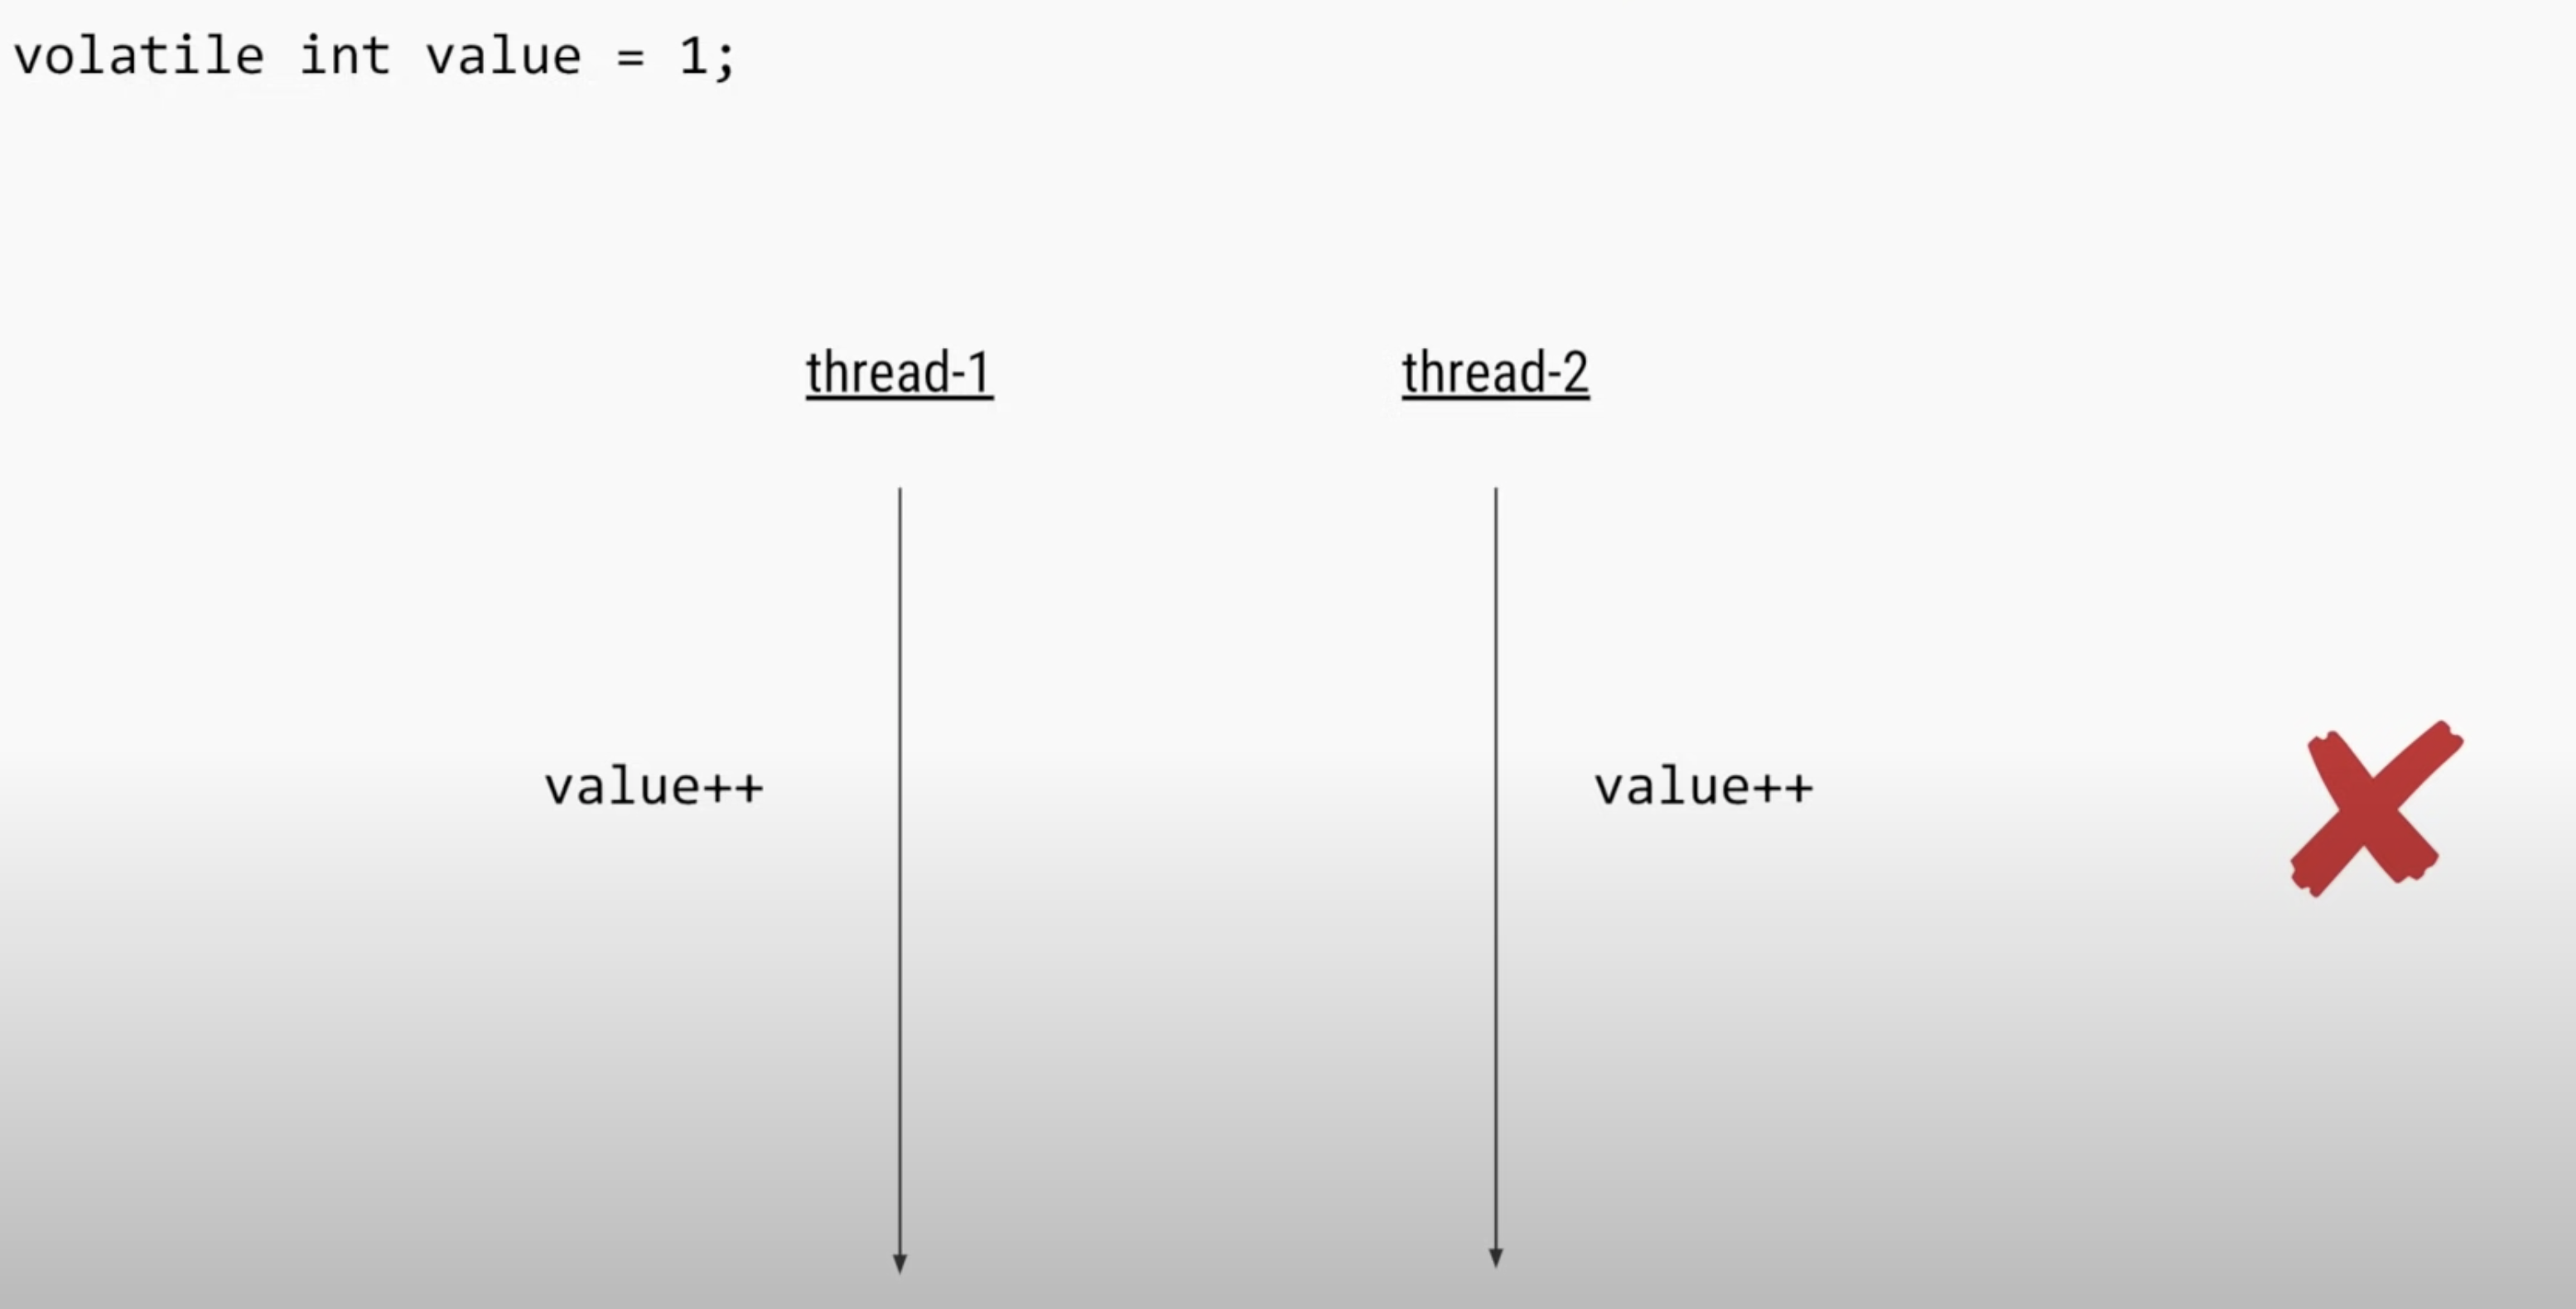 volatile int value = 1;
thread-1
thread-2
value++
value++